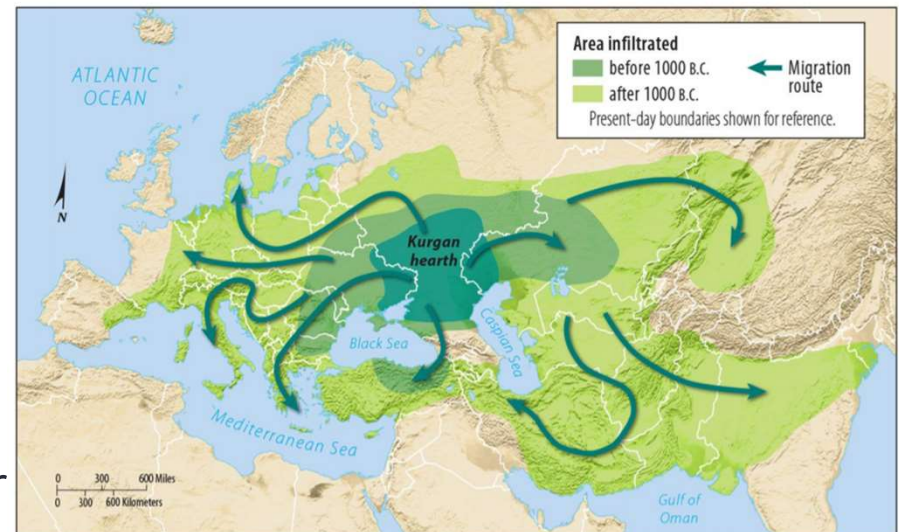 ATLANTIC
OCEAN
Area infiltrated
before 1000 B.C.
after 1000 B.C.
Migration
route
Present-day boundaries shown for reference.
N
Kurgan
hearth
Black Sea
Caspian Sea
Mediterranean Sea
0 300 600 Miles
0 300 600 Kilometers
Gulf of
Oman
r